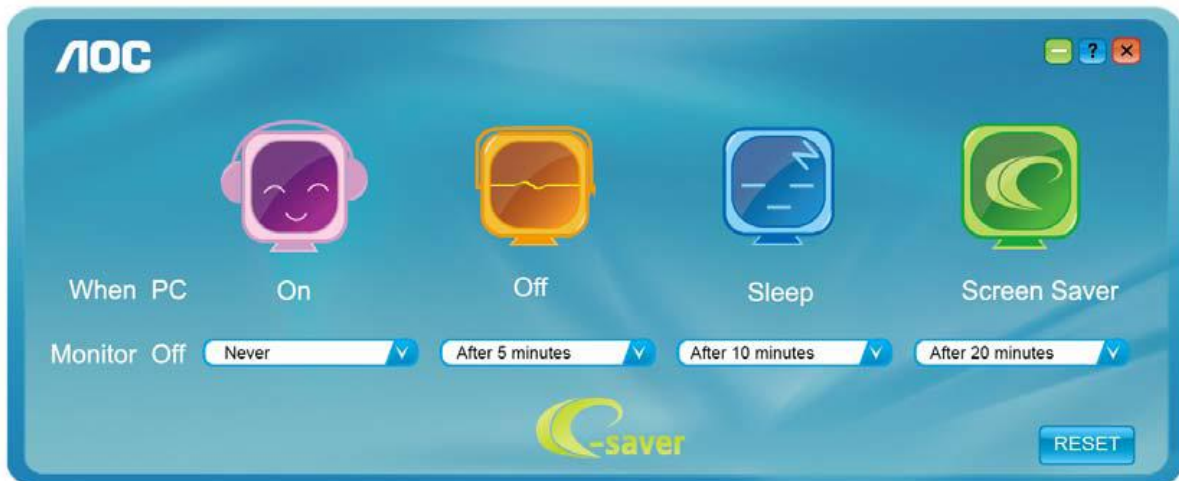 AOC
?
When PC On Off Sleep Screen Saver
Monitor Off Never After 5 minutes After 10 minutes After 20 minutes
e-saver
RESET